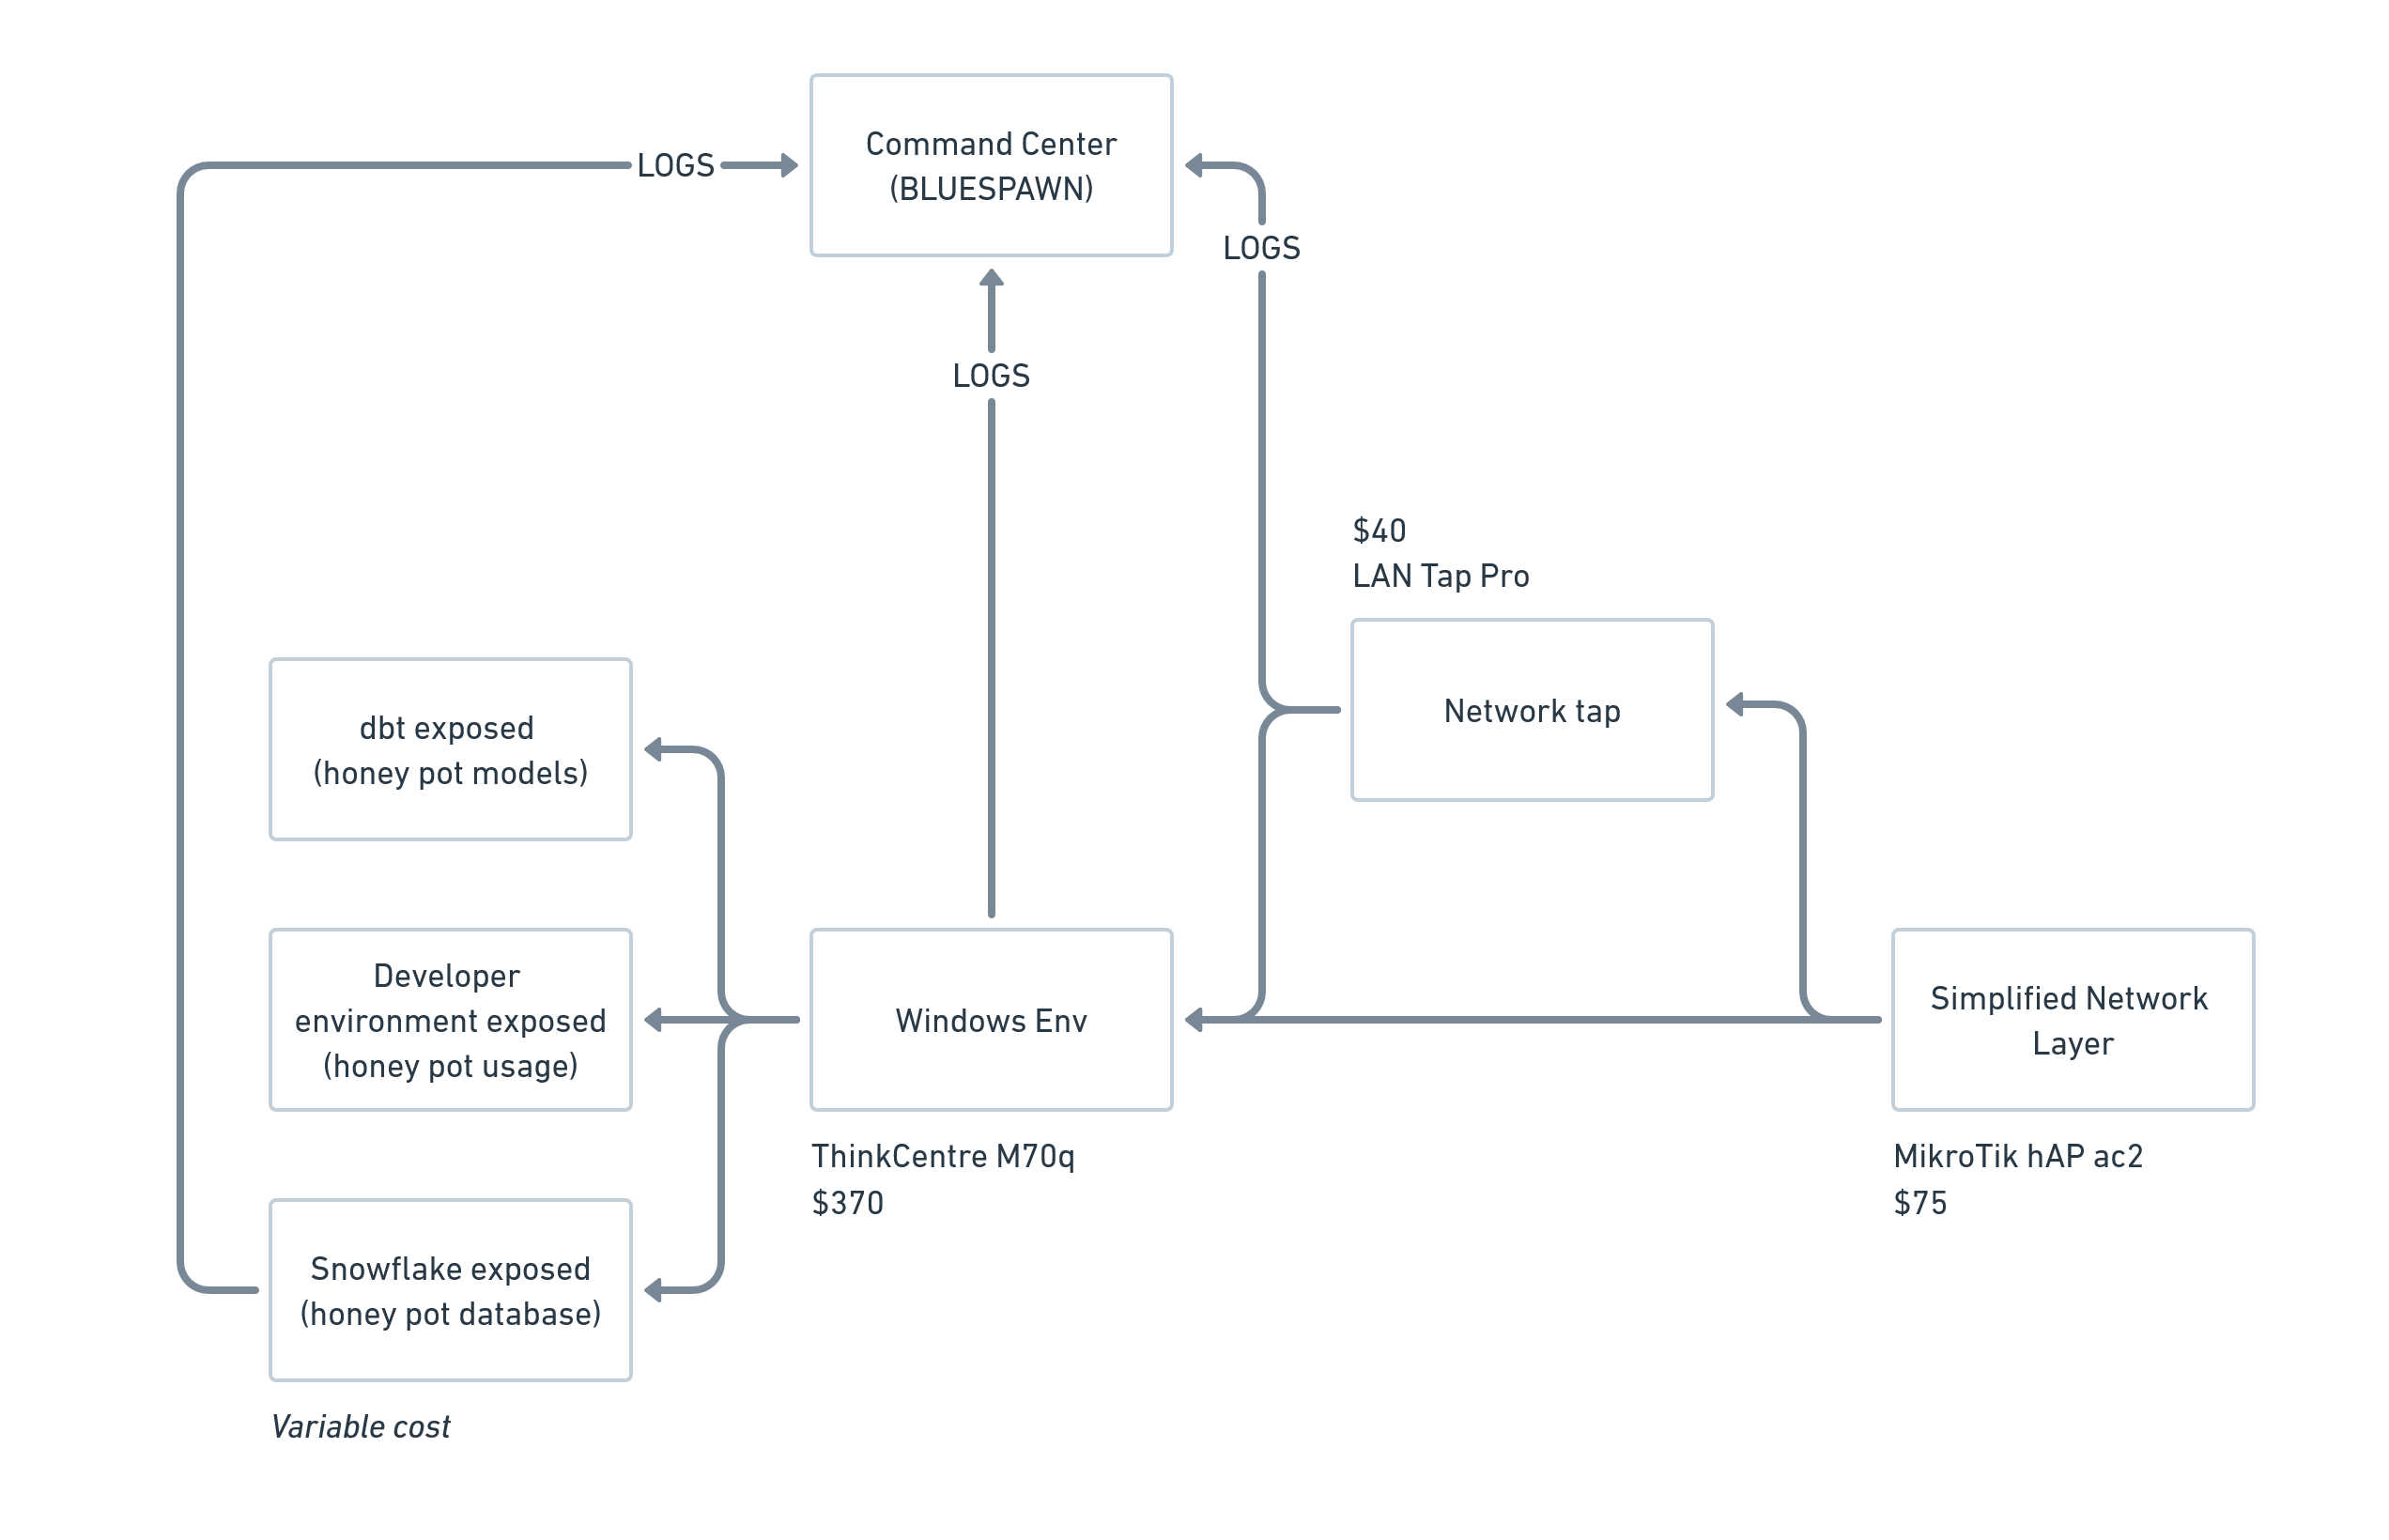 Command Center
(BLUESPAWN)
LOGS
LOGS
LOGS
$40
LAN Tap Pro
Network tap
dbt exposed
(honey pot models)
Developer
environment exposed
(honey pot usage)
Windows Env
Simplified Network
Layer
ThinkCentre M70q
$370
MikroTik hAP ac2
$75
Snowflake exposed
(honey pot database)
Variable cost